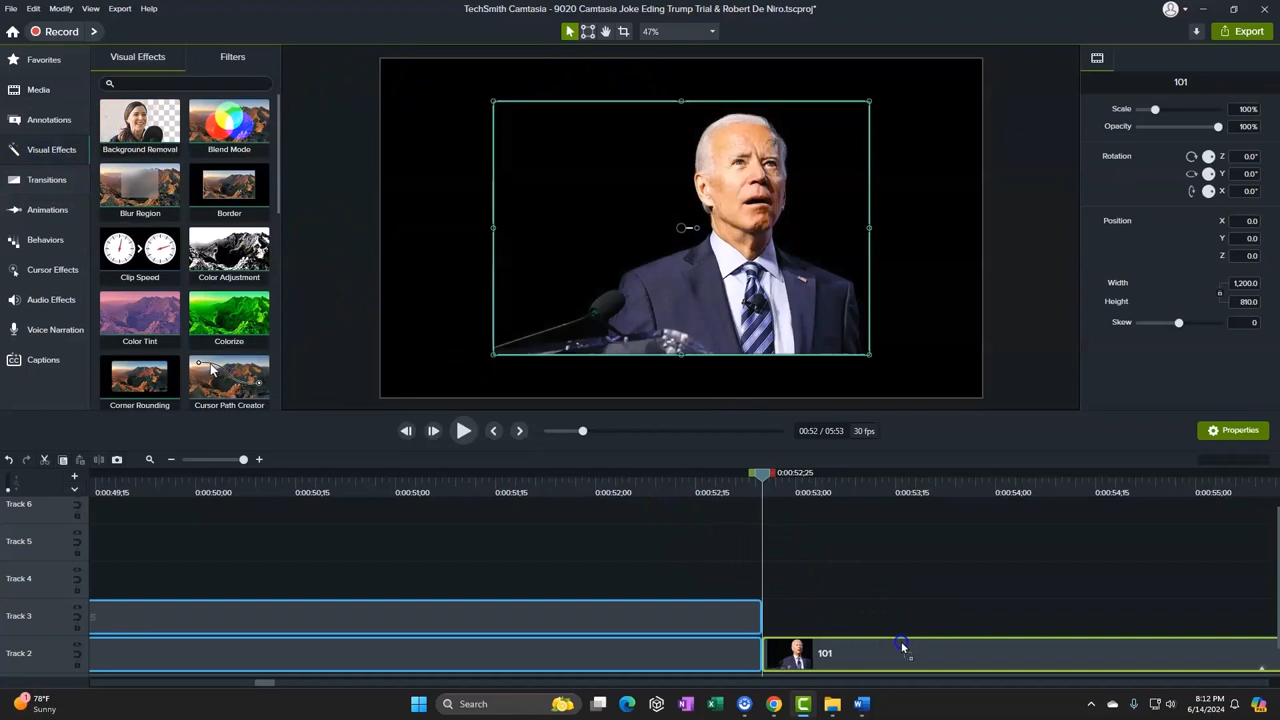 File Edit Modify View Export Help
TechSmith Camtasia - 9020 Camtasia Joke Eding Trump Trial & Robert De Niro.tscproj*
Record
47%
Export
Favorites
Media
Annotations
Visual Effects
Transitions
Animations
Behaviors
Cursor Effects
Audio Effects
Voice Narration
Captions
Visual Effects Filters
Background Removal Blend Mode
Blur Region Border
Clip Speed Color Adjustment
Color Tint Colorize
Corner Rounding Cursor Path Creator
101
Scale 100%
Opacity 100%
Rotation Z 0.0°
Y 0.0°
X 0.0°
Position X 0.0
Y 0.0
Z 0.0
Width 1,200.0
Height 810.0
Skew 0
00:52 / 05:53 30 fps
Properties
0:00:52;25
0:00:49;15 0:00:50;00 0:00:50;15 0:00:51;00 0:00:51;15 0:00:52;00 0:00:52;15 0:00:53;00 0:00:53;15 0:00:54;00 0:00:54;15 0:00:55;00
Track 6
Track 5
Track 4
Track 3
5
Track 2
101
78°F
Sunny
Search
8:12 PM
6/14/2024